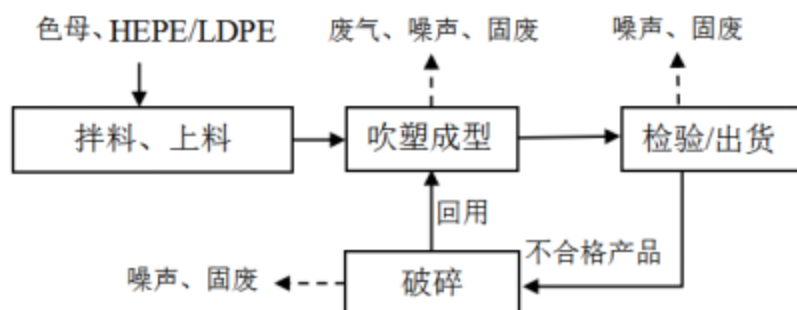 色母、HEPE/LDPE
废气、噪声、固废
噪声、固废
拌料、上料
吹塑成型
检验/出货
回用
不合格产品
噪声、固废
破碎